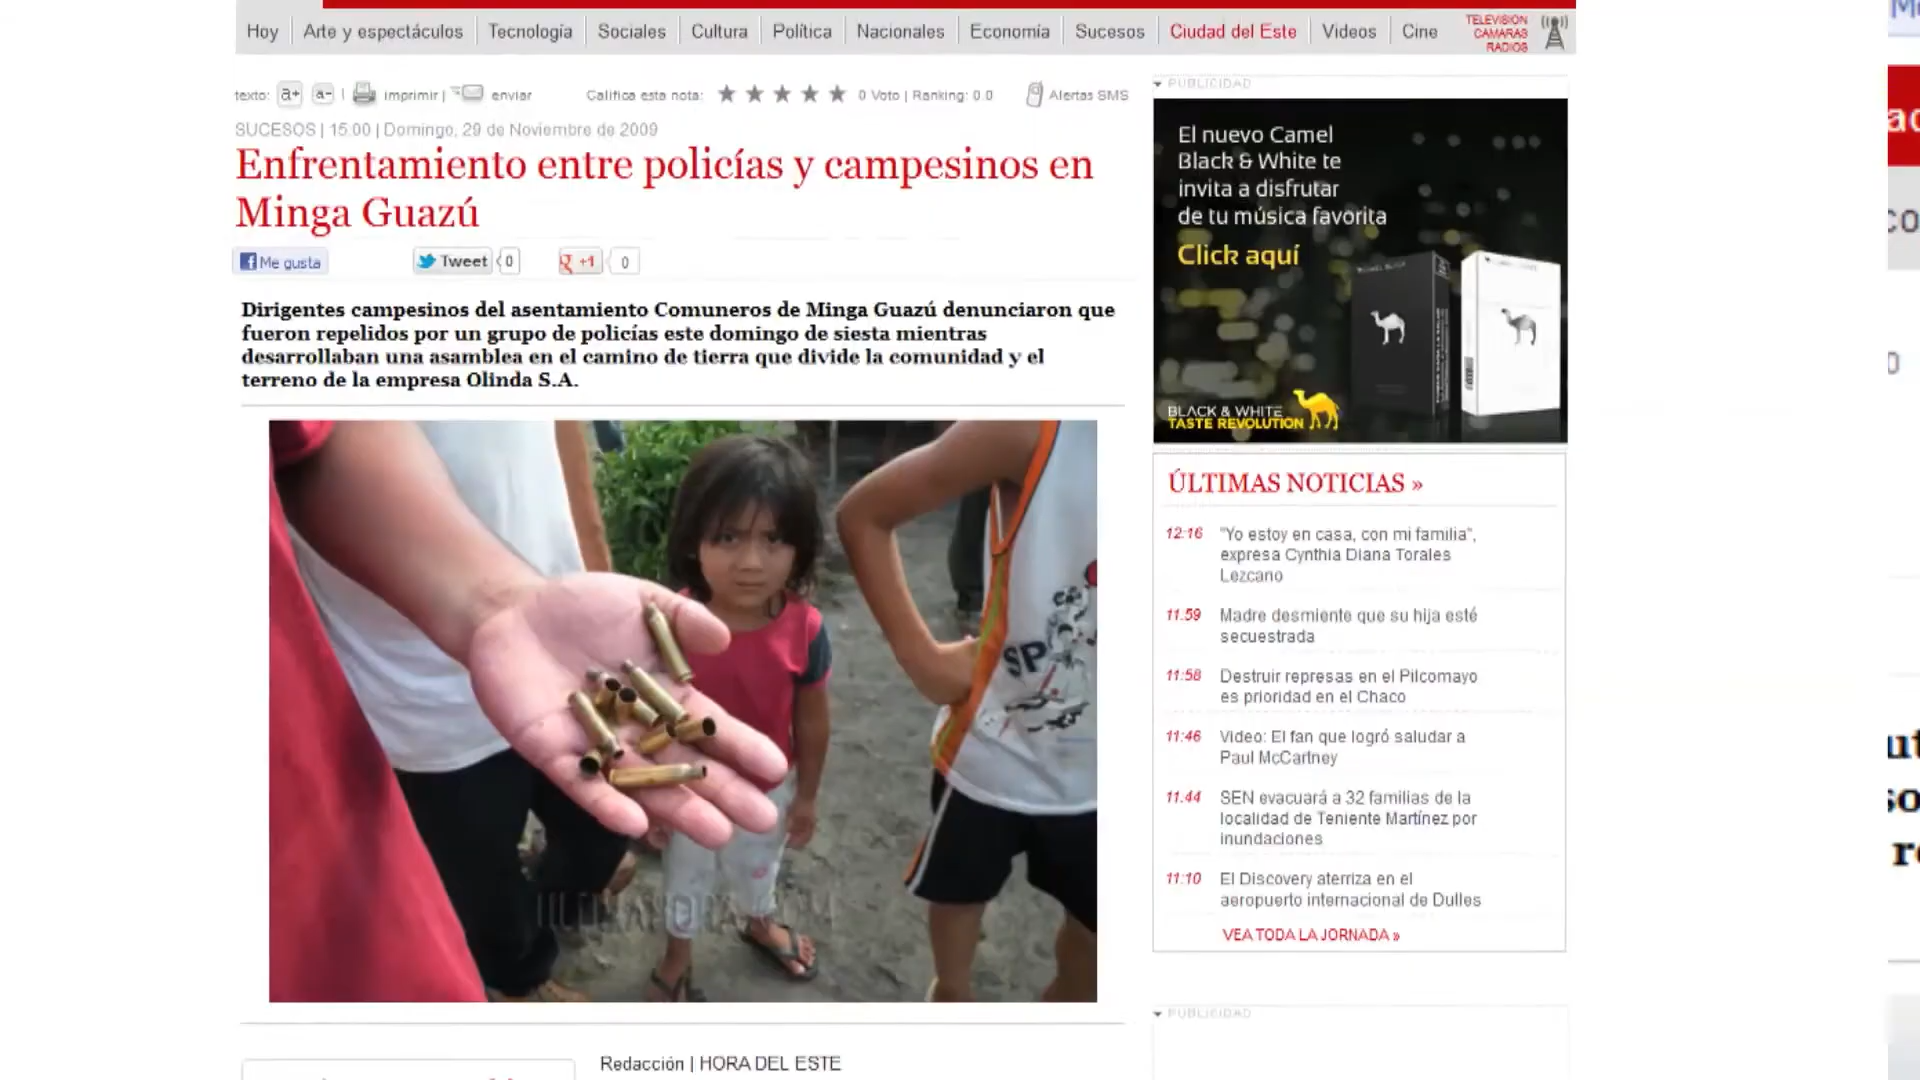 Hoy Arte y espectáculos Tecnología Sociales Cultura Política Nacionales Economía Sucesos Ciudad del Este Videos Cine
TELEVISION
CAMARAS
RADIOS
texto: a+ a- | imprimir | enviar Califica esta nota: 0 Voto | Ranking: 0.0 Alertas SMS
SUCESOS | 15:00 | Domingo, 29 de Noviembre de 2009
Enfrentamiento entre policías y campesinos en
Minga Guazú
Me gusta Tweet 0 +1 0
Dirigentes campesinos del asentamiento Comuneros de Minga Guazú denunciaron que
fueron repelidos por un grupo de policías este domingo de siesta mientras
desarrollaban una asamblea en el camino de tierra que divide la comunidad y el
terreno de la empresa Olinda S.A.
SP
ULTIMAHORA.COM
Redacción | HORA DEL ESTE
PUBLICIDAD
El nuevo Camel
Black & White te
invita a disfrutar
de tu música favorita
Click aquí
BLACK & WHITE
TASTE REVOLUTION
ÚLTIMAS NOTICIAS »
12:16 "Yo estoy en casa, con mi familia",
expresa Cynthia Diana Torales
Lezcano
11:59 Madre desmiente que su hija esté
secuestrada
11:58 Destruir represas en el Pilcomayo
es prioridad en el Chaco
11:46 Video: El fan que logró saludar a
Paul McCartney
11:44 SEN evacuará a 32 familias de la
localidad de Teniente Martínez por
inundaciones
11:10 El Discovery aterriza en el
aeropuerto internacional de Dulles
VEA TODA LA JORNADA »
PUBLICIDAD